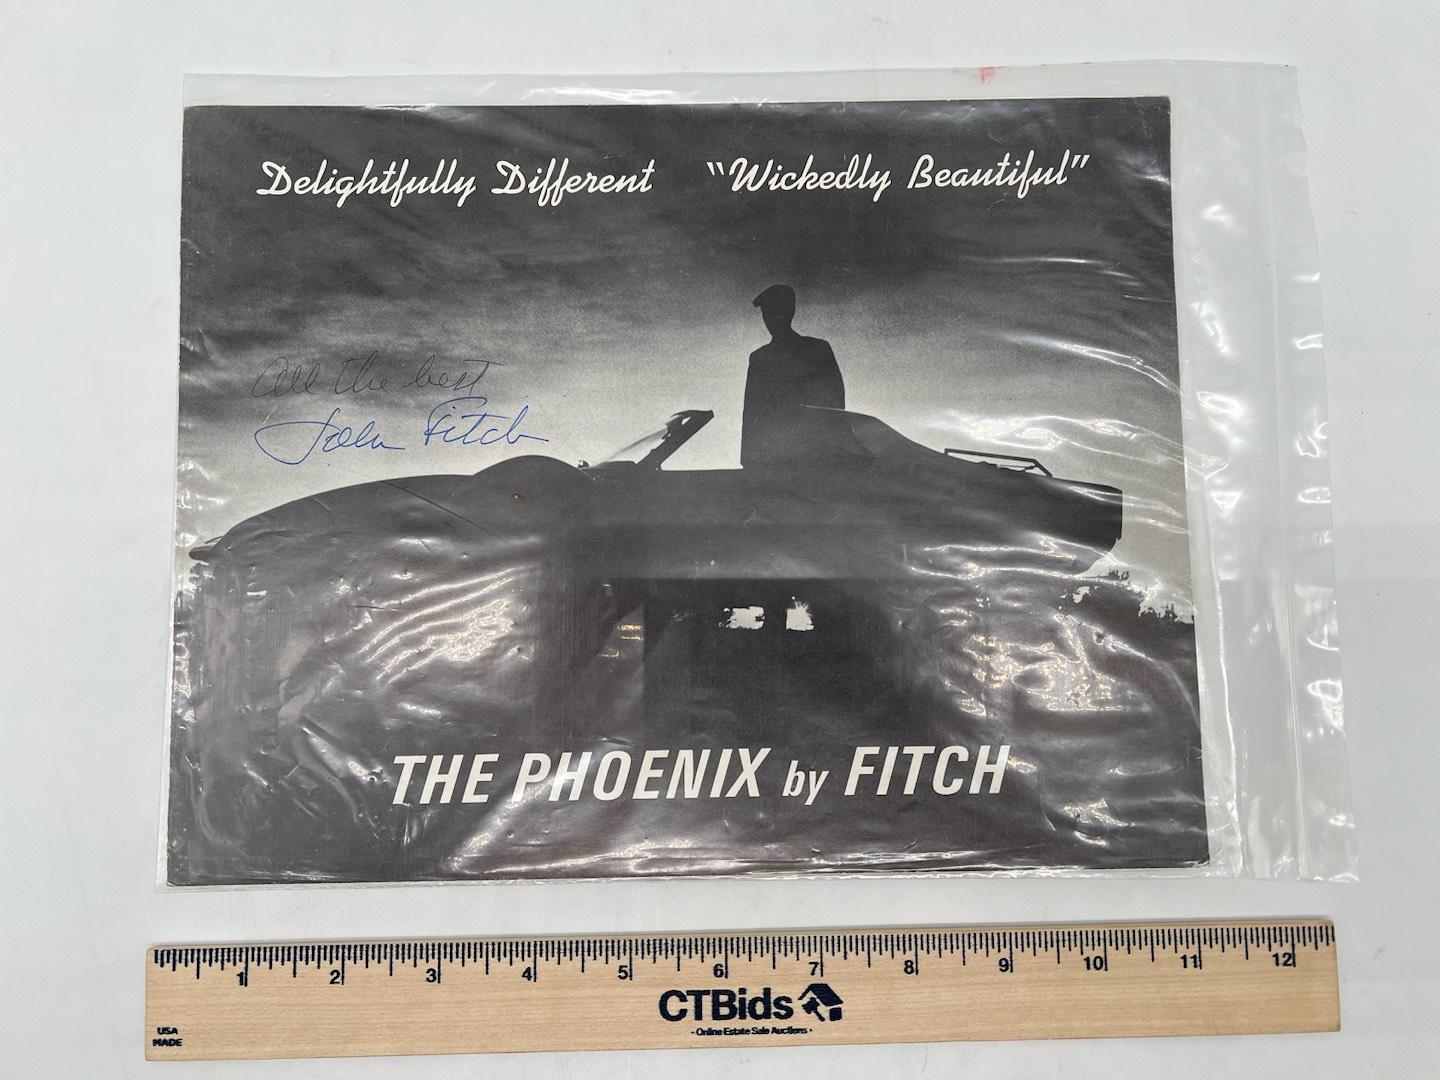 Delightfully Different "Wickedly Beautiful"
All the best
John Fitch
THE PHOENIX by FITCH
1 2 3 4 5 6 7 8 9 10 11 12
CTBids
- Online Estate Sale Auctions -
USA
MADE